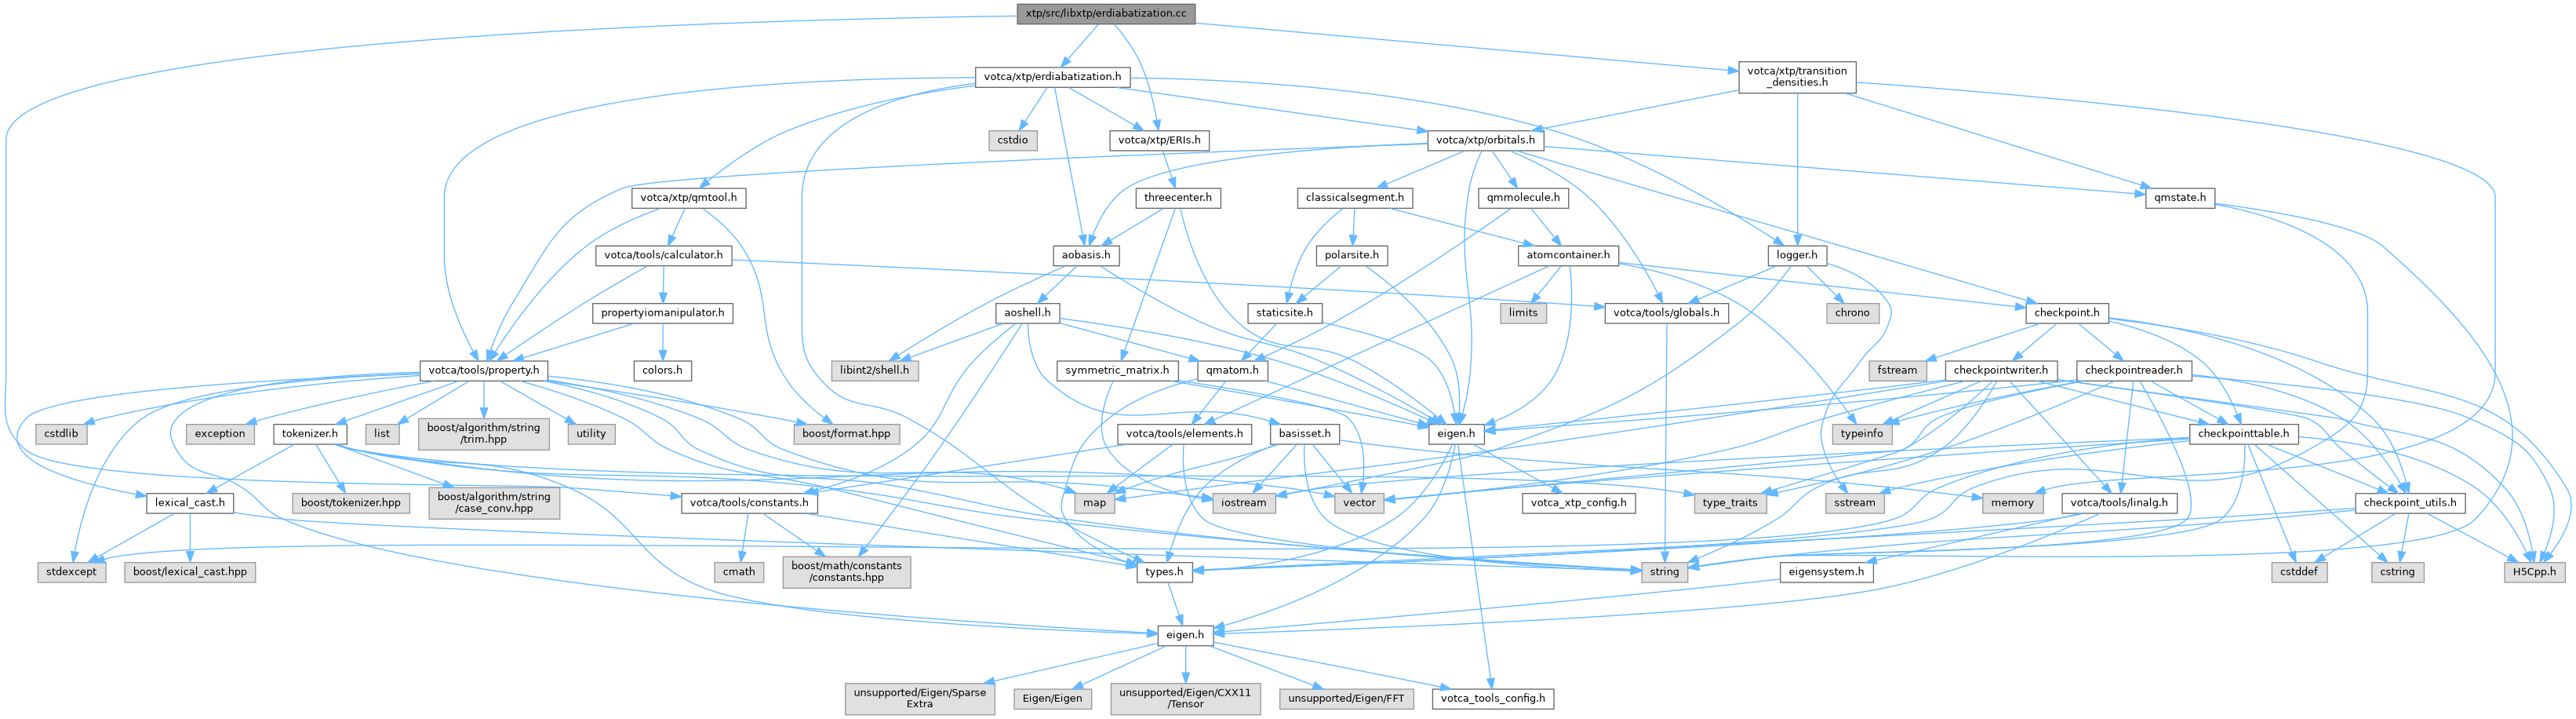 xtp/src/libxtp/erdiabatization.cc
votca/xtp/erdiabatization.h
votca/xtp/transition
_densities.h
cstdio
votca/xtp/ERIs.h
votca/xtp/orbitals.h
votca/xtp/qmtool.h
threecenter.h
classicalsegment.h
qmmolecule.h
qmstate.h
votca/tools/calculator.h
aobasis.h
polarsite.h
atomcontainer.h
logger.h
propertyiomanipulator.h
aoshell.h
staticsite.h
limits
votca/tools/globals.h
chrono
checkpoint.h
votca/tools/property.h
colors.h
libint2/shell.h
symmetric_matrix.h
qmatom.h
fstream
checkpointwriter.h
checkpointreader.h
cstdlib
exception
tokenizer.h
list
boost/algorithm/string
/trim.hpp
utility
boost/format.hpp
votca/tools/elements.h
basisset.h
eigen.h
typeinfo
checkpointtable.h
lexical_cast.h
boost/tokenizer.hpp
boost/algorithm/string
/case_conv.hpp
votca/tools/constants.h
map
iostream
vector
votca_xtp_config.h
type_traits
sstream
memory
votca/tools/linalg.h
checkpoint_utils.h
stdexcept
boost/lexical_cast.hpp
cmath
boost/math/constants
/constants.hpp
types.h
string
eigensystem.h
cstddef
cstring
H5Cpp.h
eigen.h
unsupported/Eigen/Sparse
Extra
Eigen/Eigen
unsupported/Eigen/CXX11
/Tensor
unsupported/Eigen/FFT
votca_tools_config.h